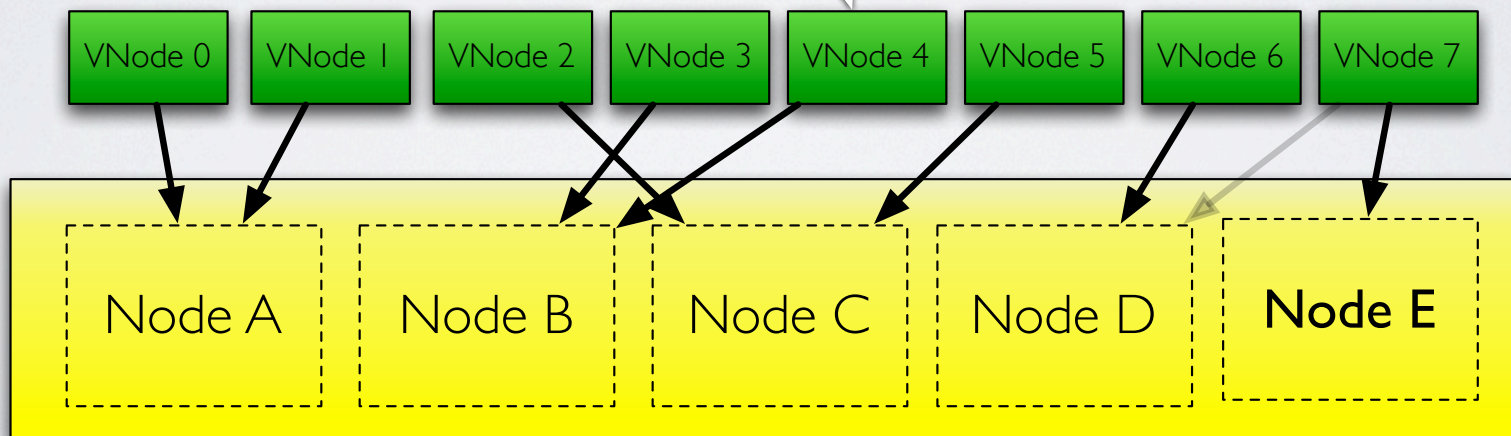 VNode 0
VNode 1
VNode 2
VNode 3
VNode 4
VNode 5
VNode 6
VNode 7
Node A
Node B
Node C
Node D
Node E